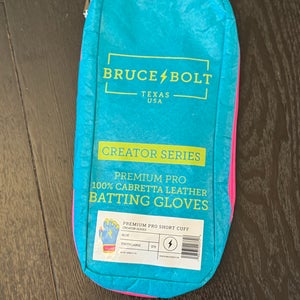 BRUCE BOLT
TEXAS
USA
CREATOR SERIES
PREMIUM PRO
100% CABRETTA LEATHER
BATTING GLOVES
PREMIUM PRO SHORT CUFF